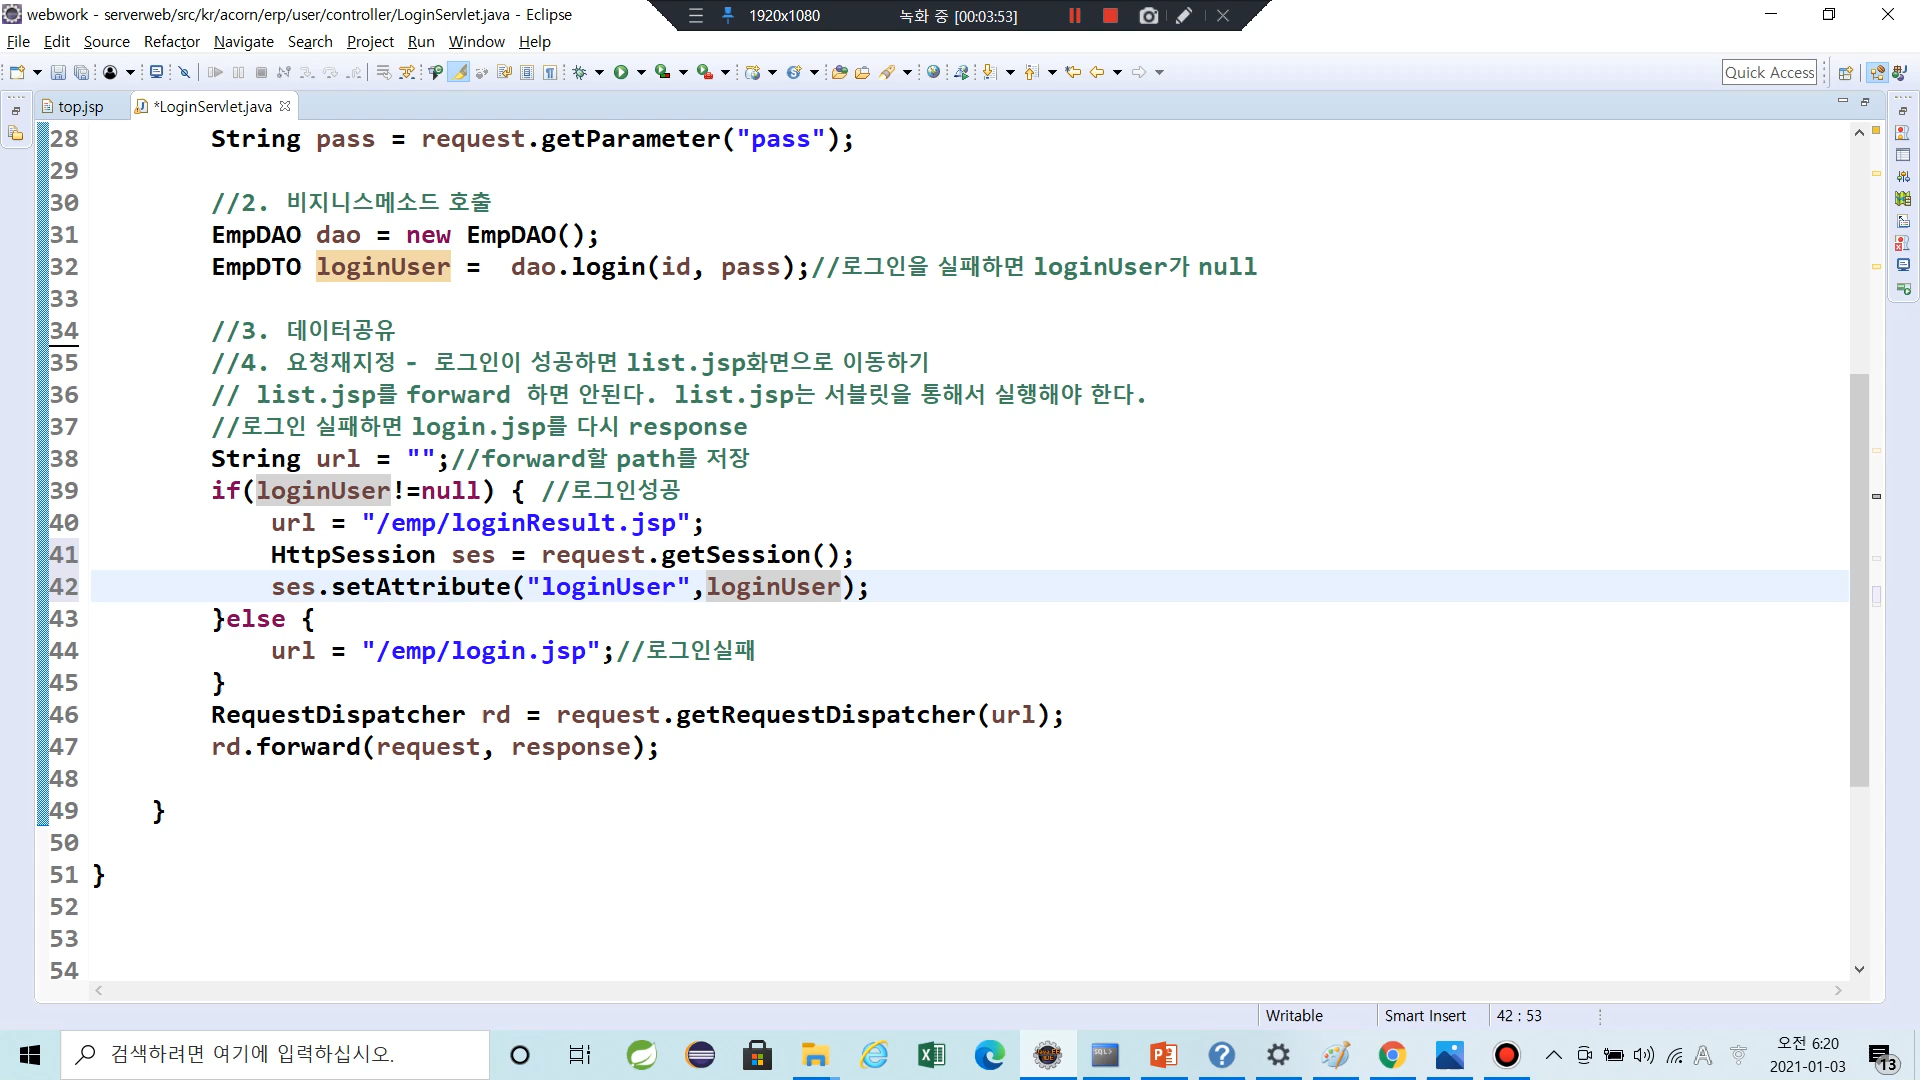 webwork - serverweb/src/kr/acorn/erp/user/controller/LoginServlet.java - Eclipse
1920x1080
녹화 중 [00:03:53]
File Edit Source Refactor Navigate Search Project Run Window Help
Quick Access
top.jsp
*LoginServlet.java
28 String pass = request.getParameter("pass");
29
30 //2. 비지니스메소드 호출
31 EmpDAO dao = new EmpDAO();
32 EmpDTO loginUser =  dao.login(id, pass);//로그인을 실패하면 loginUser가 null
33
34 //3. 데이터공유
35 //4. 요청재지정 - 로그인이 성공하면 list.jsp화면으로 이동하기
36 // list.jsp를 forward 하면 안된다. list.jsp는 서블릿을 통해서 실행해야 한다.
37 //로그인 실패하면 login.jsp를 다시 response
38 String url = "";//forward할 path를 저장
39 if(loginUser!=null) { //로그인성공
40 url = "/emp/loginResult.jsp";
41 HttpSession ses = request.getSession();
42 ses.setAttribute("loginUser",loginUser);
43 }else {
44 url = "/emp/login.jsp";//로그인실패
45 }
46 RequestDispatcher rd = request.getRequestDispatcher(url);
47 rd.forward(request, response);
48
49 }
50
51 }
52
53
54
Writable
Smart Insert
42 : 53
검색하려면 여기에 입력하십시오.
오전 6:20
2021-01-03
13